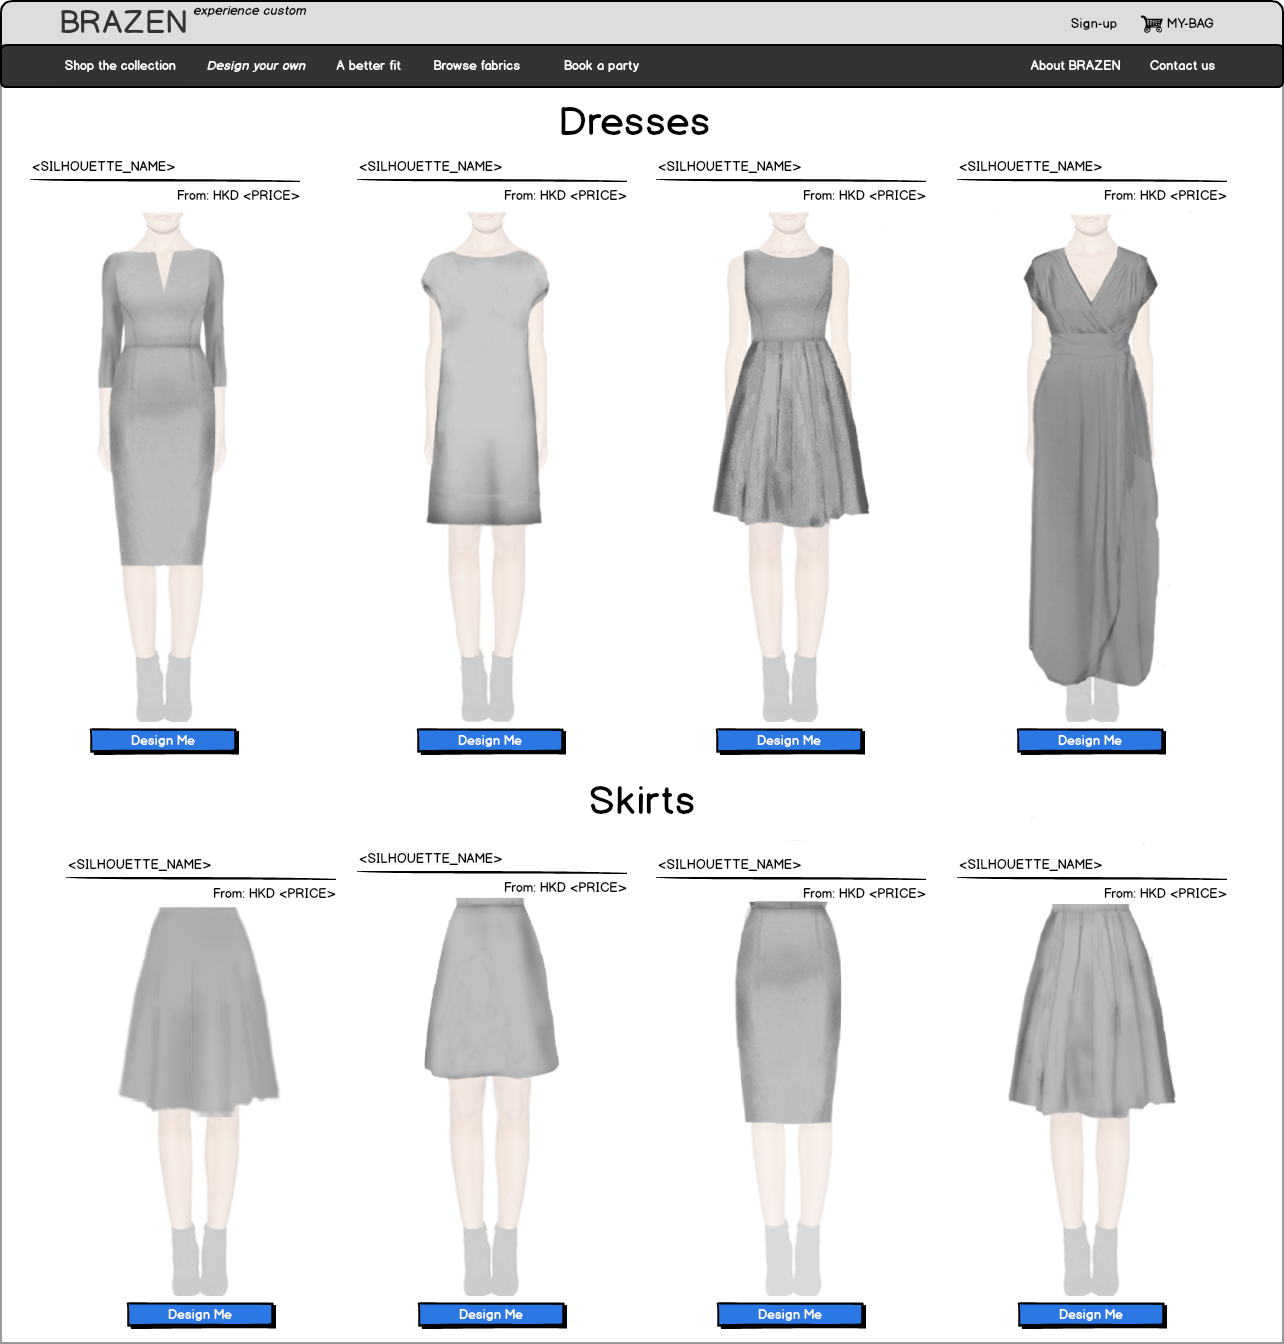 BRAZEN experience custom
Sign-up MY-BAG
Shop the collection Design your own A better fit Browse fabrics Book a party About BRAZEN Contact us
Dresses
<SILHOUETTE_NAME> <SILHOUETTE_NAME> <SILHOUETTE_NAME> <SILHOUETTE_NAME>
From: HKD <PRICE> From: HKD <PRICE> From: HKD <PRICE> From: HKD <PRICE>
Design Me Design Me Design Me Design Me
Skirts
<SILHOUETTE_NAME> <SILHOUETTE_NAME> <SILHOUETTE_NAME> <SILHOUETTE_NAME>
From: HKD <PRICE> From: HKD <PRICE> From: HKD <PRICE> From: HKD <PRICE>
Design Me Design Me Design Me Design Me